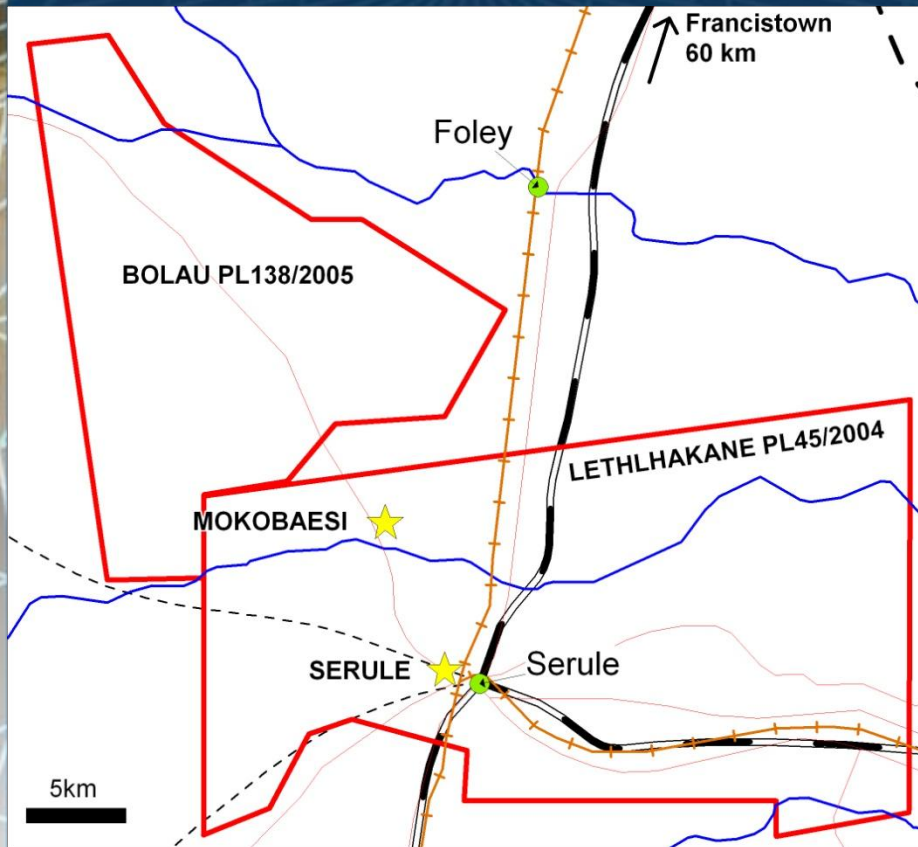 Francistown
60 km
Foley
BOLAU PL138/2005
LETHLHAKANE PL45/2004
MOKOBAESI
SERULE
Serule
5km